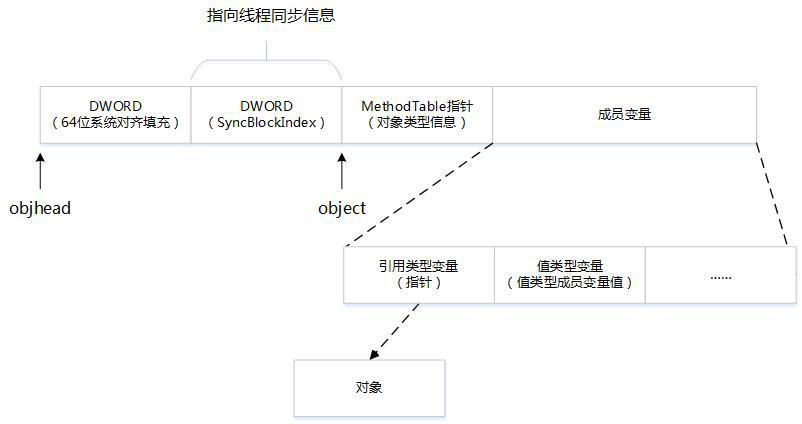 指向线程同步信息
DWORD
（64位系统对齐填充）
DWORD
（SyncBlockIndex）
MethodTable指针
（对象类型信息）
成员变量
objhead
object
引用类型变量
（指针）
值类型变量
（值类型成员变量值）
......
对象